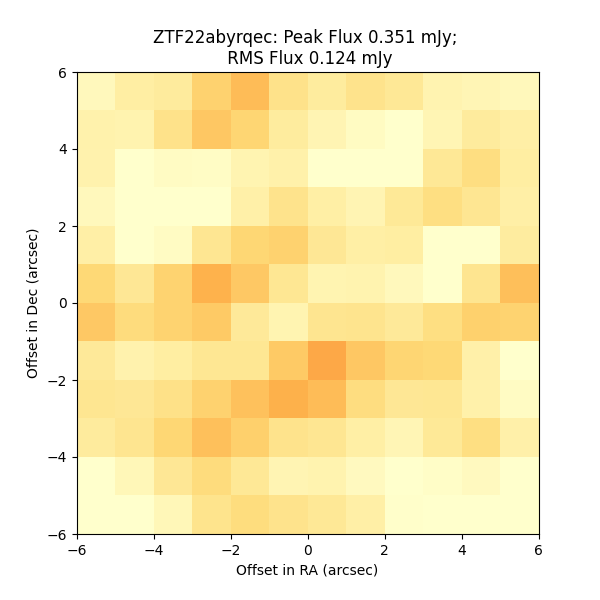 ZTF22abyrqec: Peak Flux 0.351 mJy;
RMS Flux 0.124 mJy
6
4
2
0
−2
−4
−6
Offset in Dec (arcsec)
−6 −4 −2 0 2 4 6
Offset in RA (arcsec)